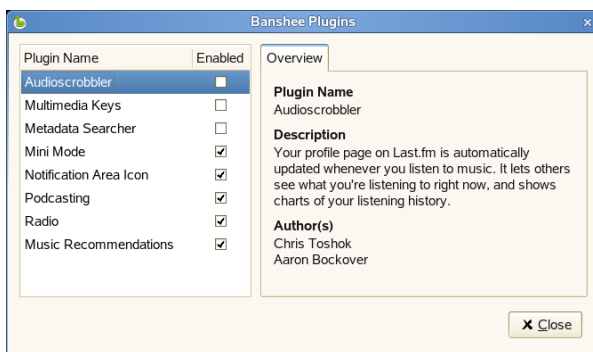 Banshee Plugins
Plugin Name Enabled
Audioscrobbler
Multimedia Keys
Metadata Searcher
Mini Mode
Notification Area Icon
Podcasting
Radio
Music Recommendations
Overview
Plugin Name
Audioscrobbler
Description
Your profile page on Last.fm is automatically
updated whenever you listen to music. It lets others
see what you're listening to right now, and shows
charts of your listening history.
Author(s)
Chris Toshok
Aaron Bockover
Close